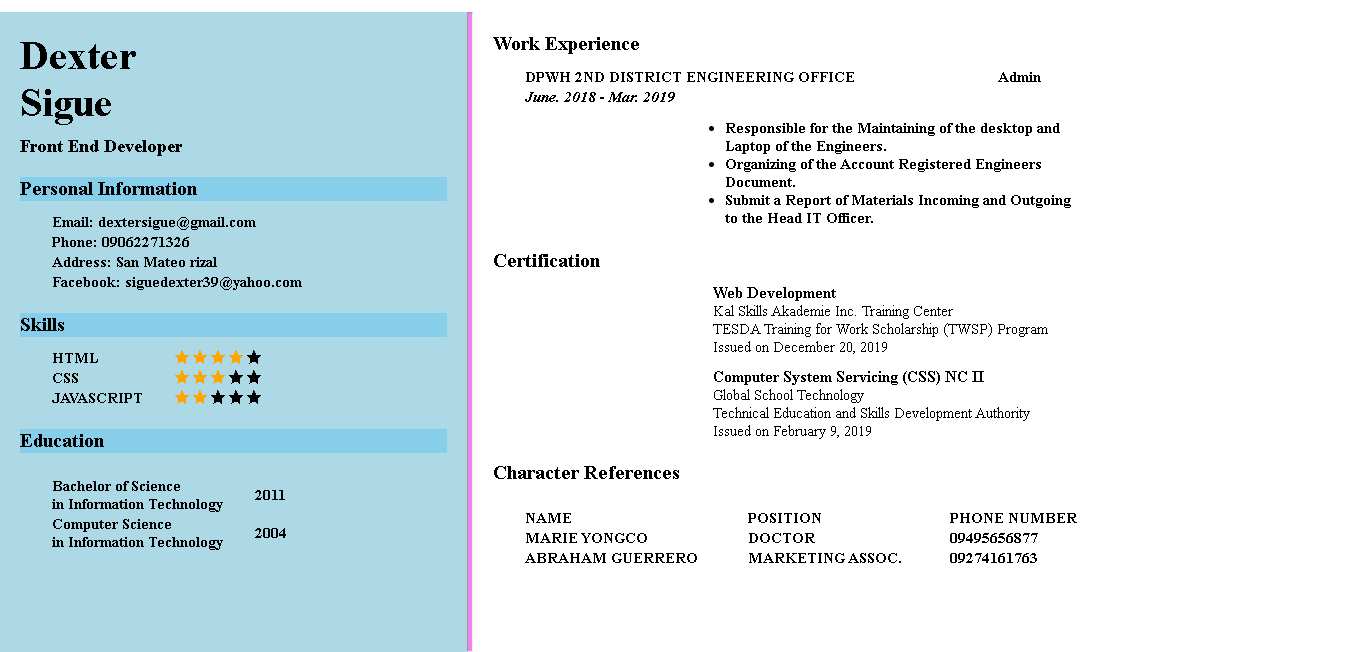 Dexter
Sigue
Front End Developer
Personal Information
Email: dextersigue@gmail.com
Phone: 09062271326
Address: San Mateo rizal
Facebook: siguedexter39@yahoo.com
Skills
HTML
CSS
JAVASCRIPT
Education
Bachelor of Science
in Information Technology 2011
Computer Science
in Information Technology 2004
Work Experience
DPWH 2ND DISTRICT ENGINEERING OFFICE Admin
June. 2018 - Mar. 2019
• Responsible for the Maintaining of the desktop and
Laptop of the Engineers.
• Organizing of the Account Registered Engineers
Document.
• Submit a Report of Materials Incoming and Outgoing
to the Head IT Officer.
Certification
Web Development
Kal Skills Akademie Inc. Training Center
TESDA Training for Work Scholarship (TWSP) Program
Issued on December 20, 2019
Computer System Servicing (CSS) NC II
Global School Technology
Technical Education and Skills Development Authority
Issued on February 9, 2019
Character References
NAME POSITION PHONE NUMBER
MARIE YONGCO DOCTOR 09495656877
ABRAHAM GUERRERO MARKETING ASSOC. 09274161763